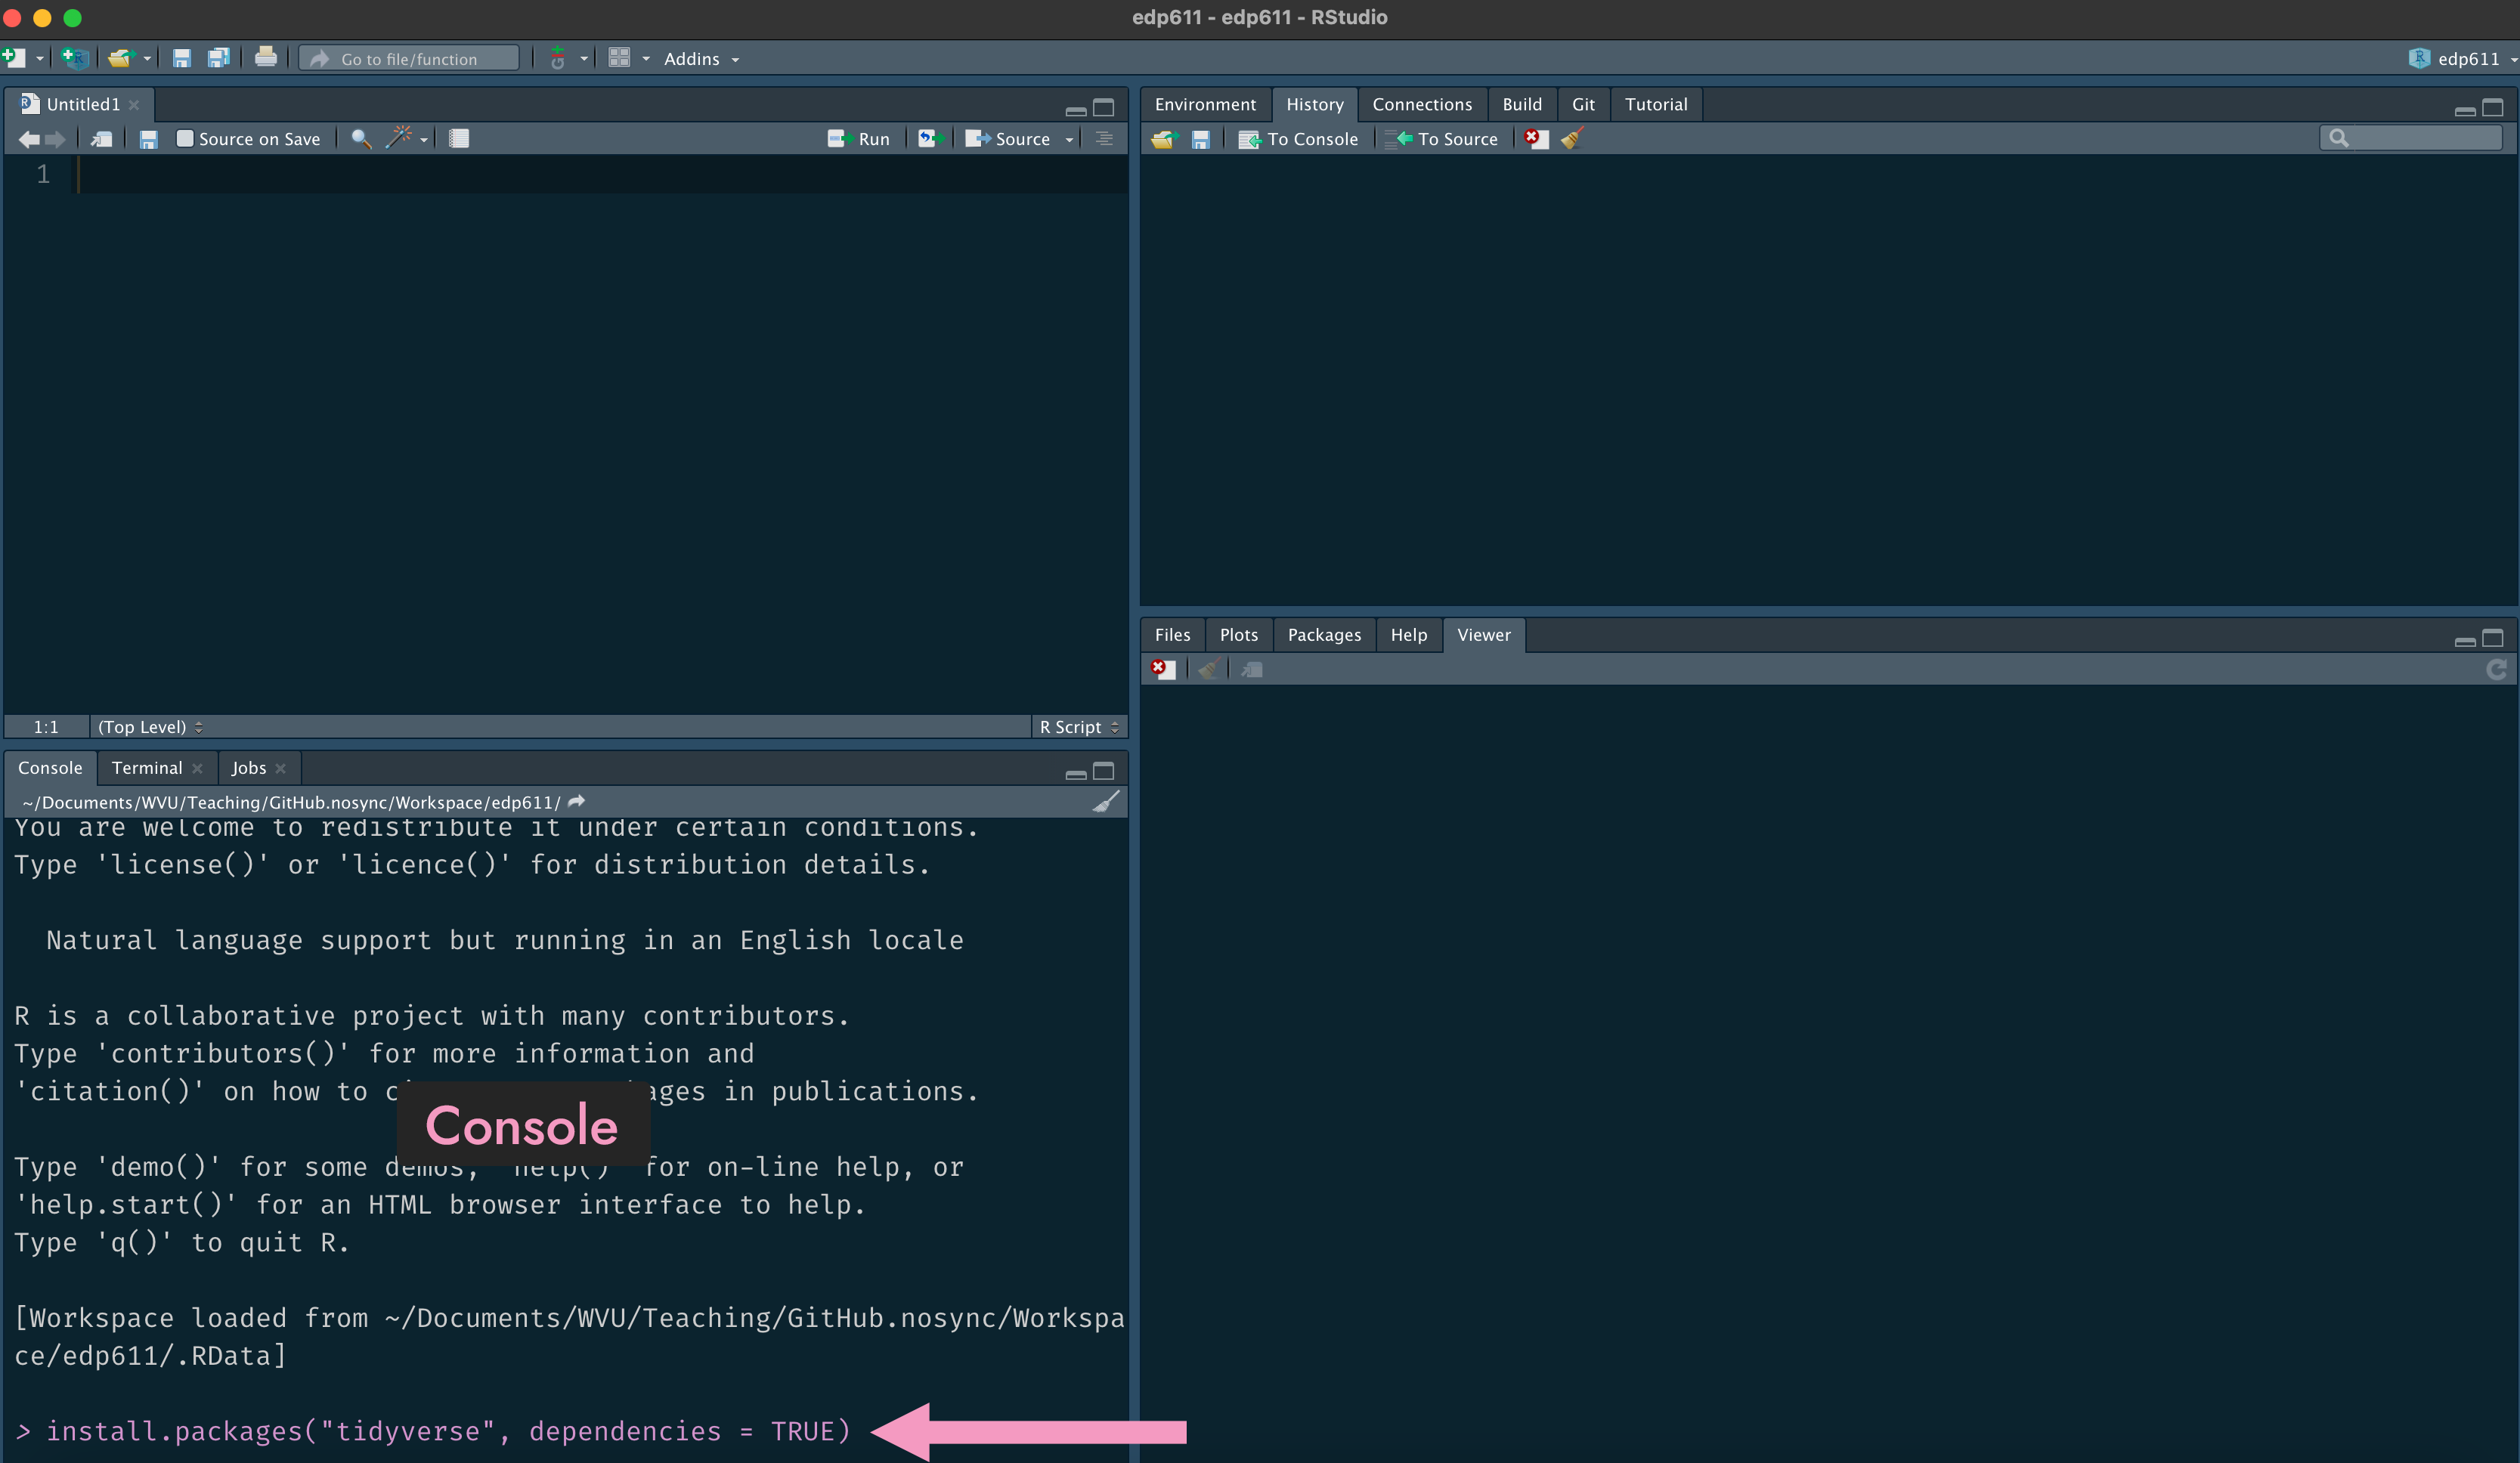 edp611 - edp611 - RStudio
Go to file/function
Addins
edp611
Untitled1
Source on Save
Run
Source
1
1:1
(Top Level)
R Script
Console
Terminal
Jobs
~/Documents/WVU/Teaching/GitHub.nosync/Workspace/edp611/
You are welcome to redistribute it under certain conditions.
Type 'license()' or 'licence()' for distribution details.
Natural language support but running in an English locale
R is a collaborative project with many contributors.
Type 'contributors()' for more information and
'citation()' on how to in publications.
Console
Type 'demo()' for some demos, 'help()' for on-line help, or
'help.start()' for an HTML browser interface to help.
Type 'q()' to quit R.
[Workspace loaded from ~/Documents/WVU/Teaching/GitHub.nosync/Workspa
ce/edp611/.RData]
> install.packages("tidyverse", dependencies = TRUE)
Environment
History
Connections
Build
Git
Tutorial
To Console
To Source
Files
Plots
Packages
Help
Viewer